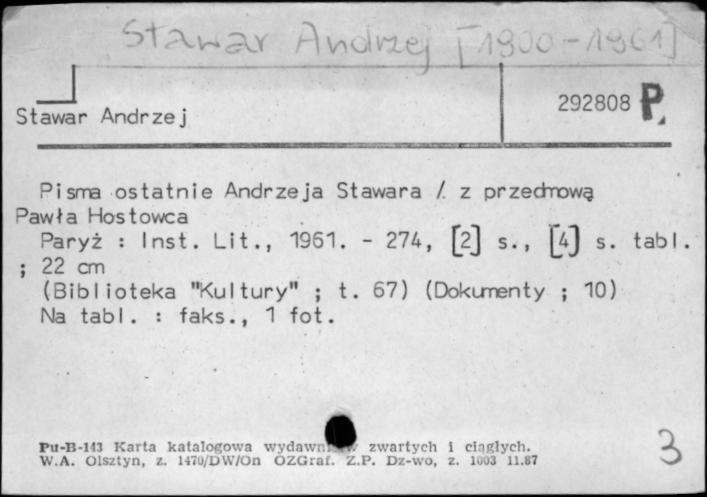 Stawar Andrzej [1900-1961]
Stawar Andrzej
292808 P.
Pisma ostatnie Andrzeja Stawara / z przedmową
Pawła Hostowca
Paryż : Inst. Lit., 1961. - 274, [2] s., [4] s. tabl.
; 22 cm
(Biblioteka "Kultury" ; t. 67) (Dokumenty ; 10)
Na tabl. : faks., 1 fot.
Pu-B-143 Karta katalogowa wydawn w zwartych i ciągłych.
W.A. Olsztyn, z. 1470/DW/On OZGraf. Z.P. Dz-wo, z. 1003 11.87
3